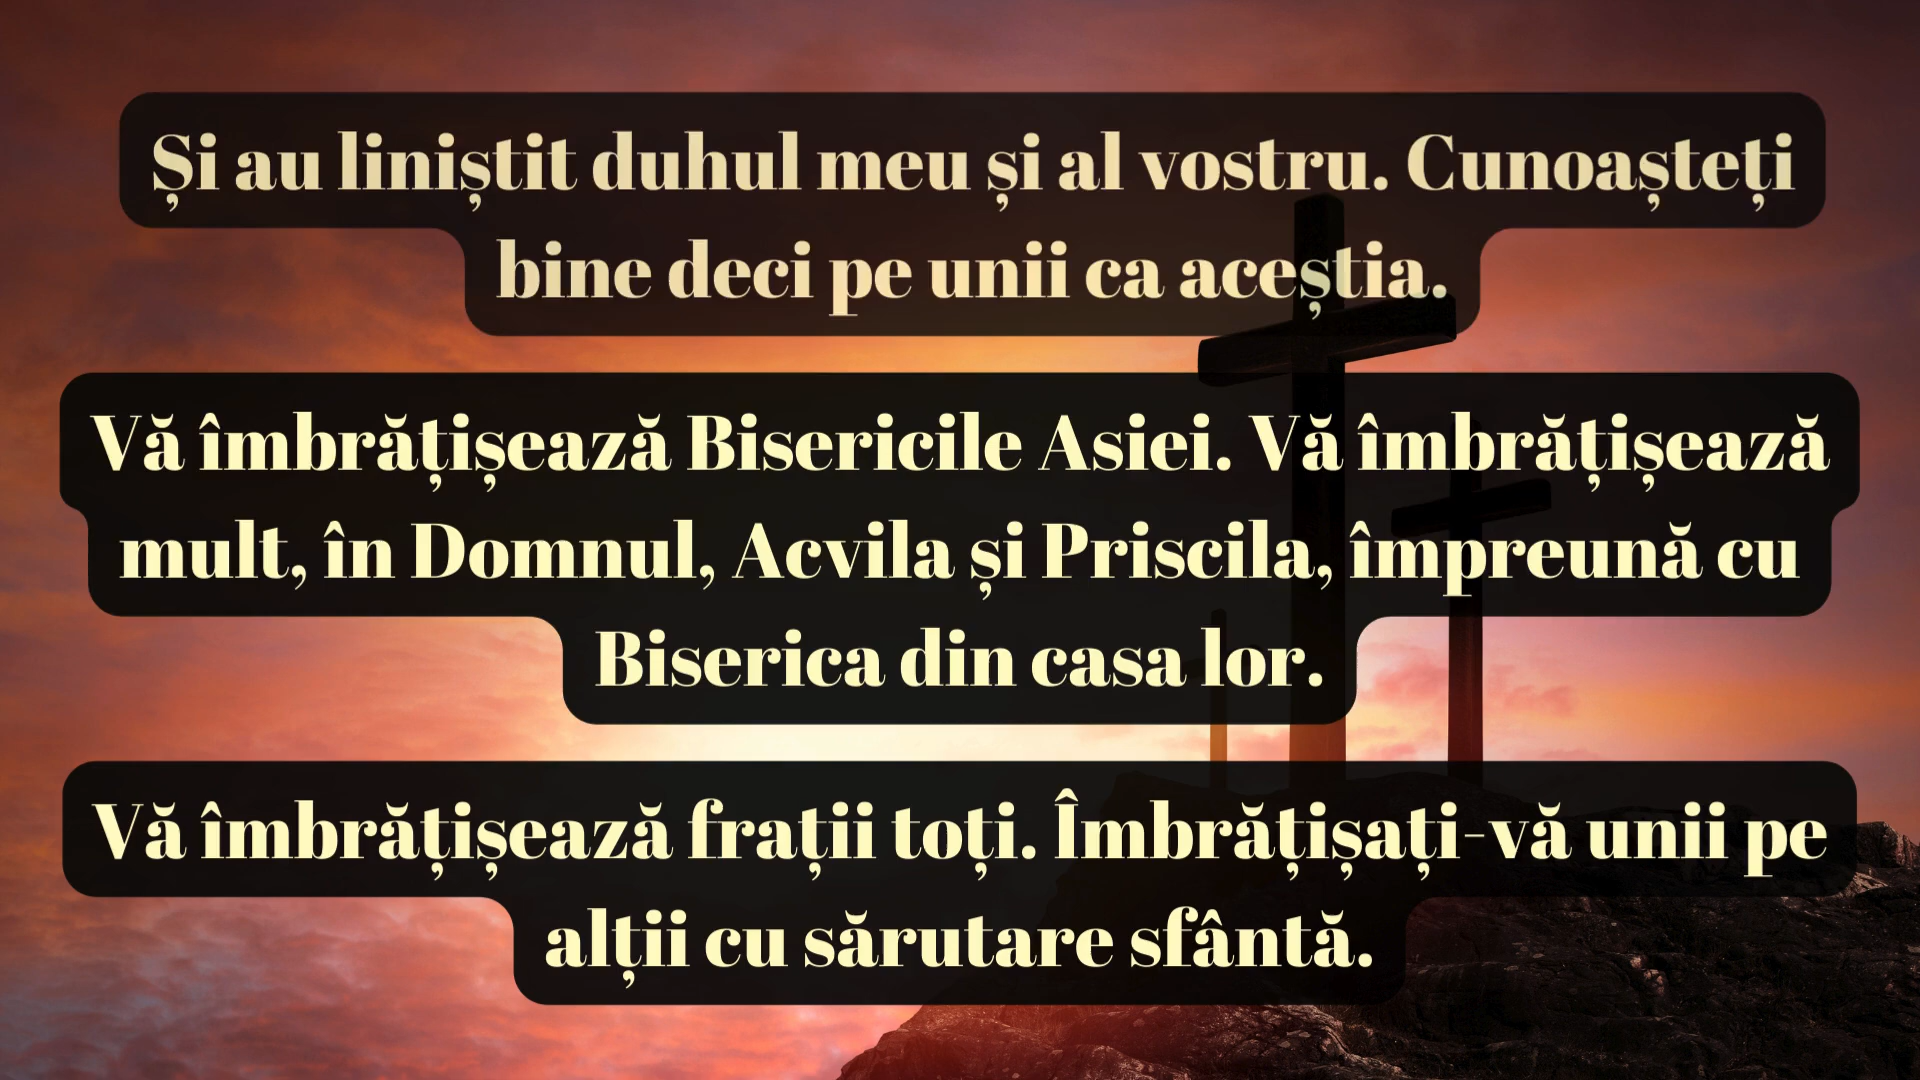 Și au liniștit duhul meu și al vostru. Cunoașteți
bine deci pe unii ca aceștia.
Vă îmbrățișează Bisericile Asiei. Vă îmbrățișează
mult, în Domnul, Acvila și Priscila, împreună cu
Biserica din casa lor.
Vă îmbrățișează frații toți. Îmbrățișați-vă unii pe
alții cu sărutare sfântă.